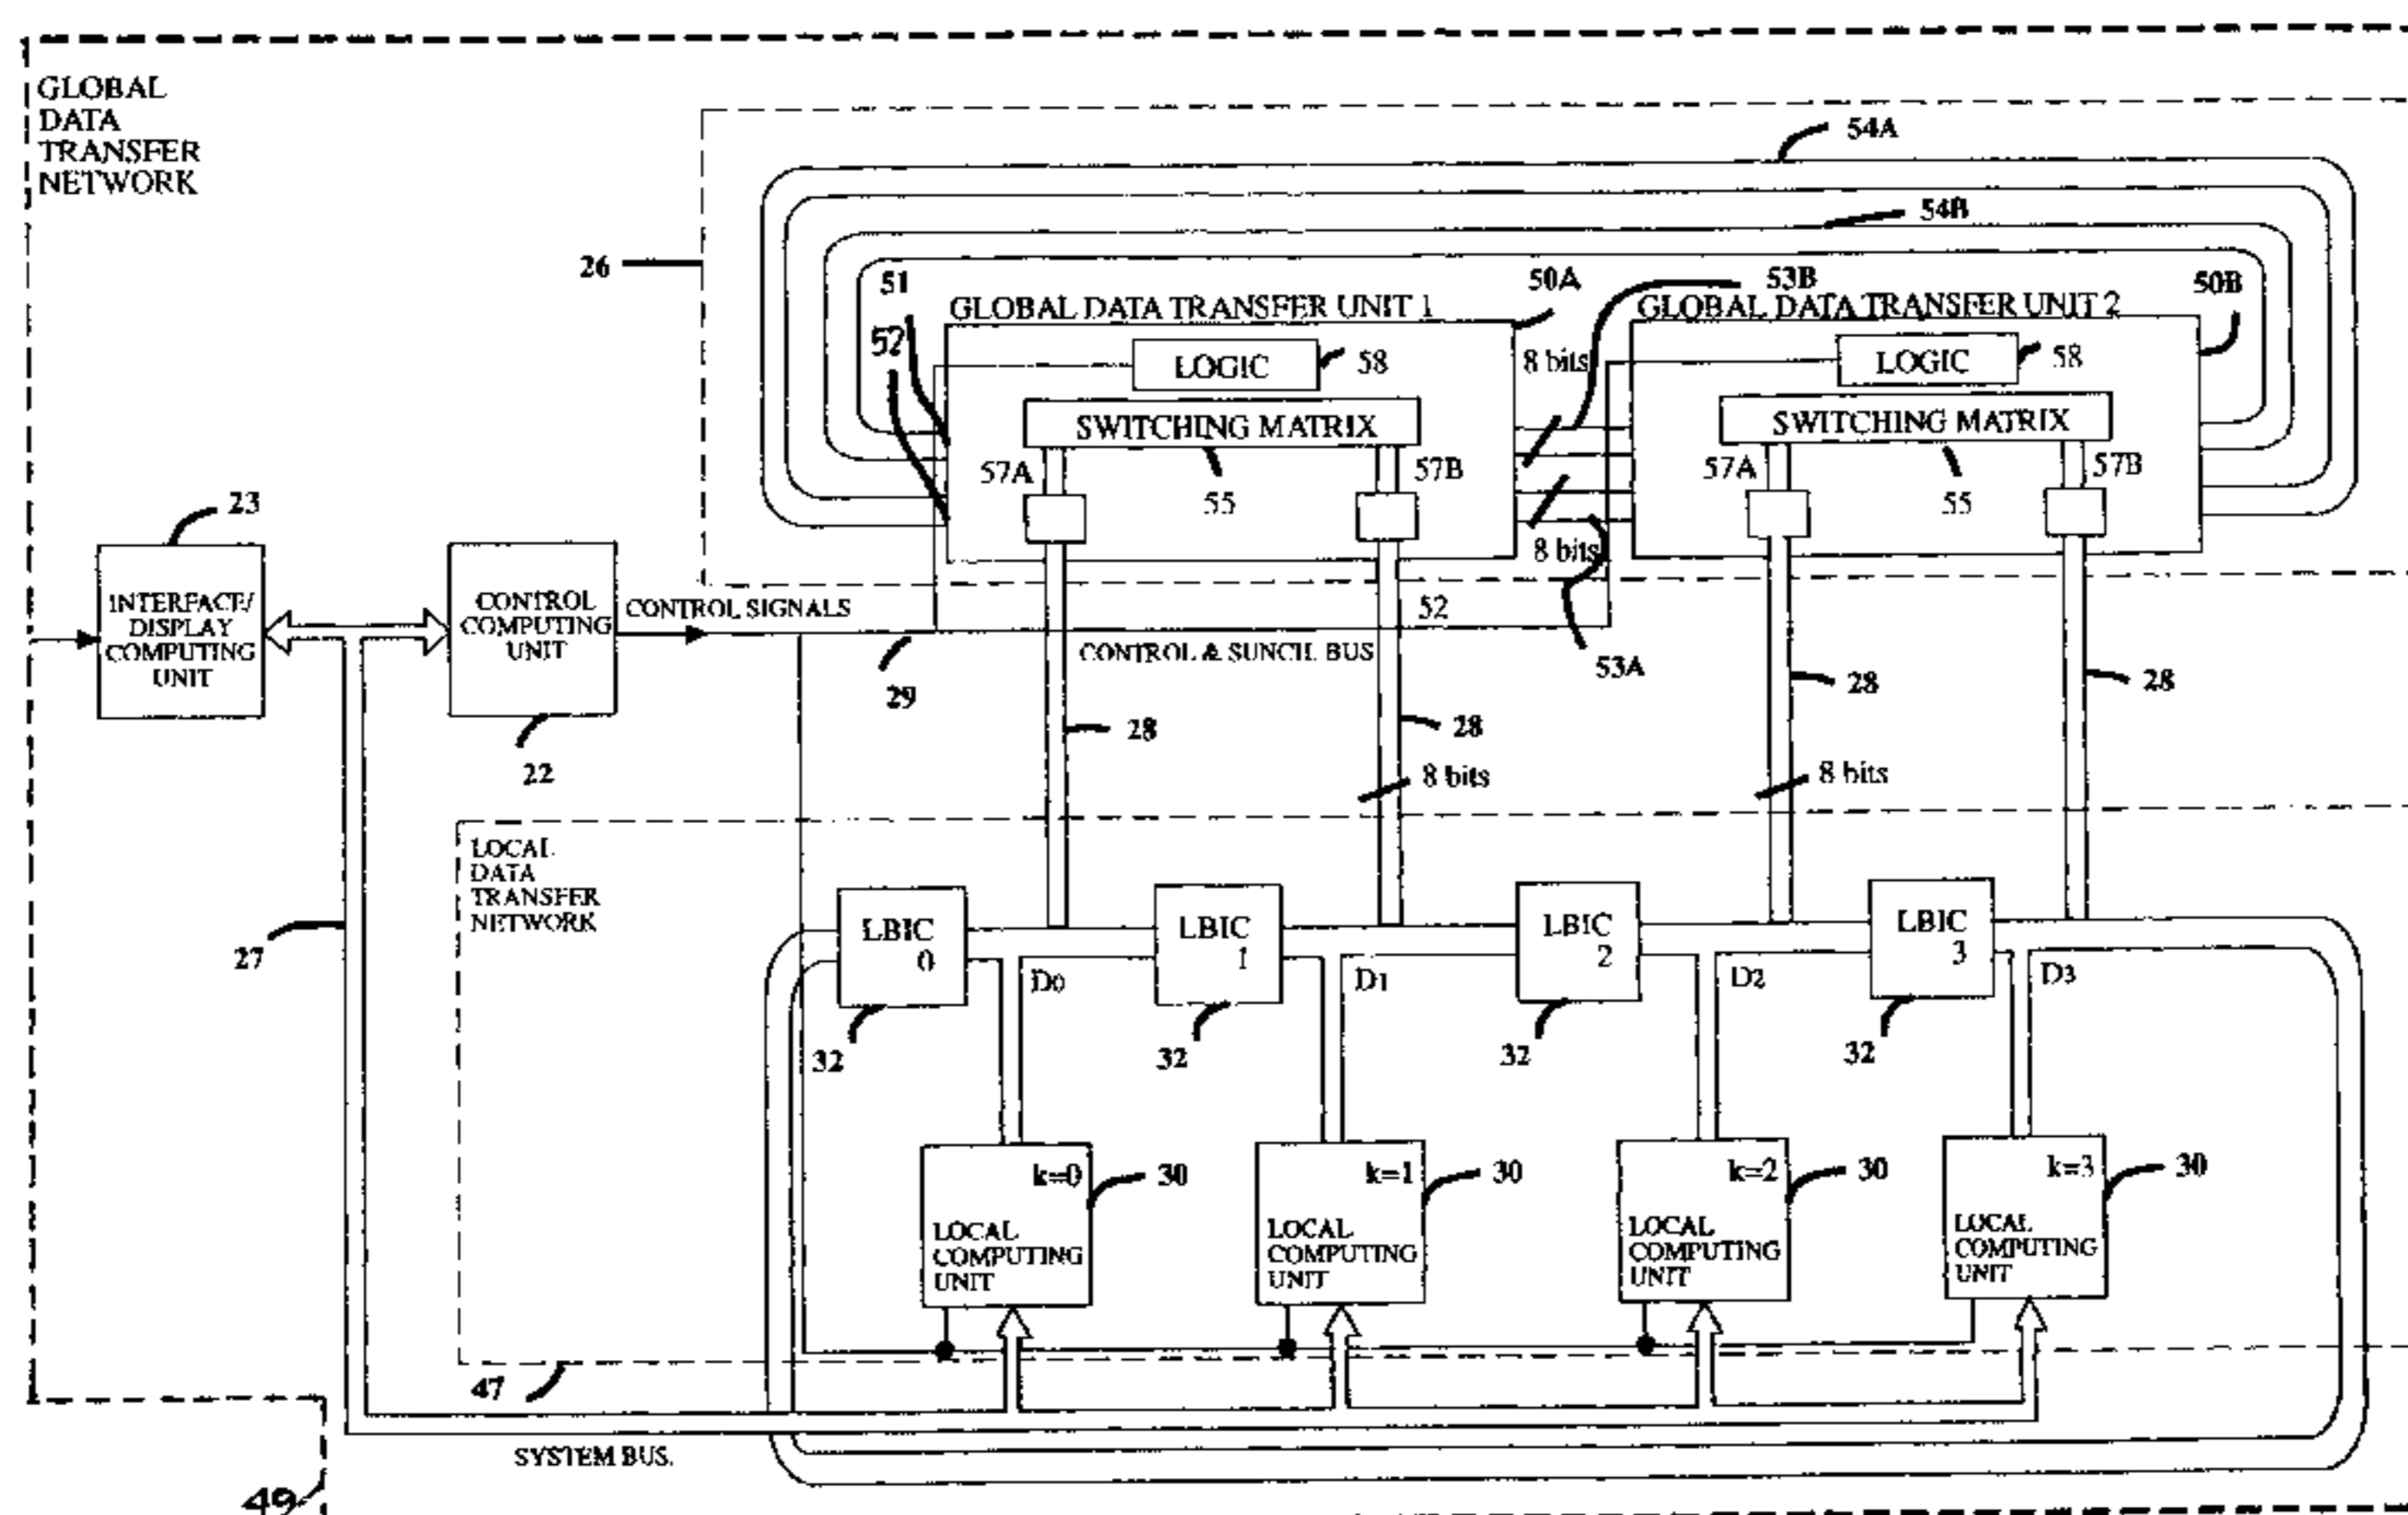 GLOBAL
DATA
TRANSFER
NETWORK
54A
54B
26
51
52
50A
53B
50B
GLOBAL DATA TRANSFER UNIT 1
GLOBAL DATA TRANSFER UNIT 2
LOGIC
58
8 bits
LOGIC
58
SWITCHING MATRIX
SWITCHING MATRIX
57A
55
57B
57A
55
57B
8 bits
23
INTERFACE/
DISPLAY
COMPUTING
UNIT
CONTROL
COMPUTING
UNIT
22
CONTROL SIGNALS
52
CONTROL & SUNCH. BUS
29
53A
28
28
28
28
8 bits
8 bits
LOCAL
DATA
TRANSFER
NETWORK
27
LBIC
0
LBIC
1
LBIC
2
LBIC
3
D0
D1
D2
D3
32
32
32
32
k=0
30
k=1
30
k=2
30
k=3
30
LOCAL
COMPUTING
UNIT
LOCAL
COMPUTING
UNIT
LOCAL
COMPUTING
UNIT
LOCAL
COMPUTING
UNIT
47
SYSTEM BUS.
49